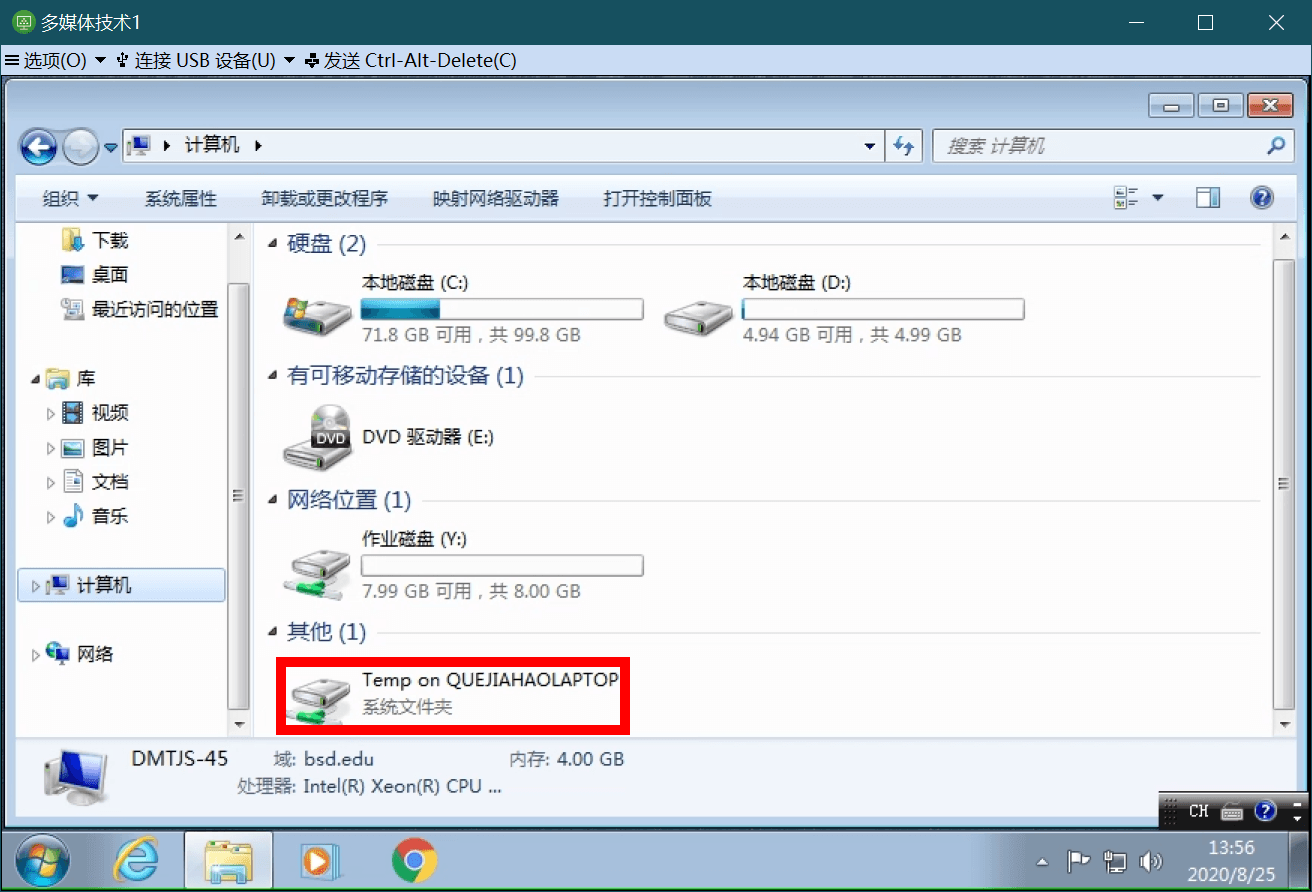 多媒体技术1
选项(O) 连接 USB 设备(U) 发送 Ctrl-Alt-Delete(C)
计算机
搜索 计算机
组织 系统属性 卸载或更改程序 映射网络驱动器 打开控制面板
下载
桌面
最近访问的位置
库
视频
图片
文档
音乐
计算机
网络
硬盘 (2)
本地磁盘 (C:)
71.8 GB 可用，共 99.8 GB
本地磁盘 (D:)
4.94 GB 可用，共 4.99 GB
有可移动存储的设备 (1)
DVD
DVD 驱动器 (E:)
网络位置 (1)
作业磁盘 (Y:)
7.99 GB 可用，共 8.00 GB
其他 (1)
Temp on QUEJIAHAOLAPTOP
系统文件夹
DMTJS-45 域: bsd.edu 内存: 4.00 GB
处理器: Intel(R) Xeon(R) CPU ...
CH
13:56
2020/8/25